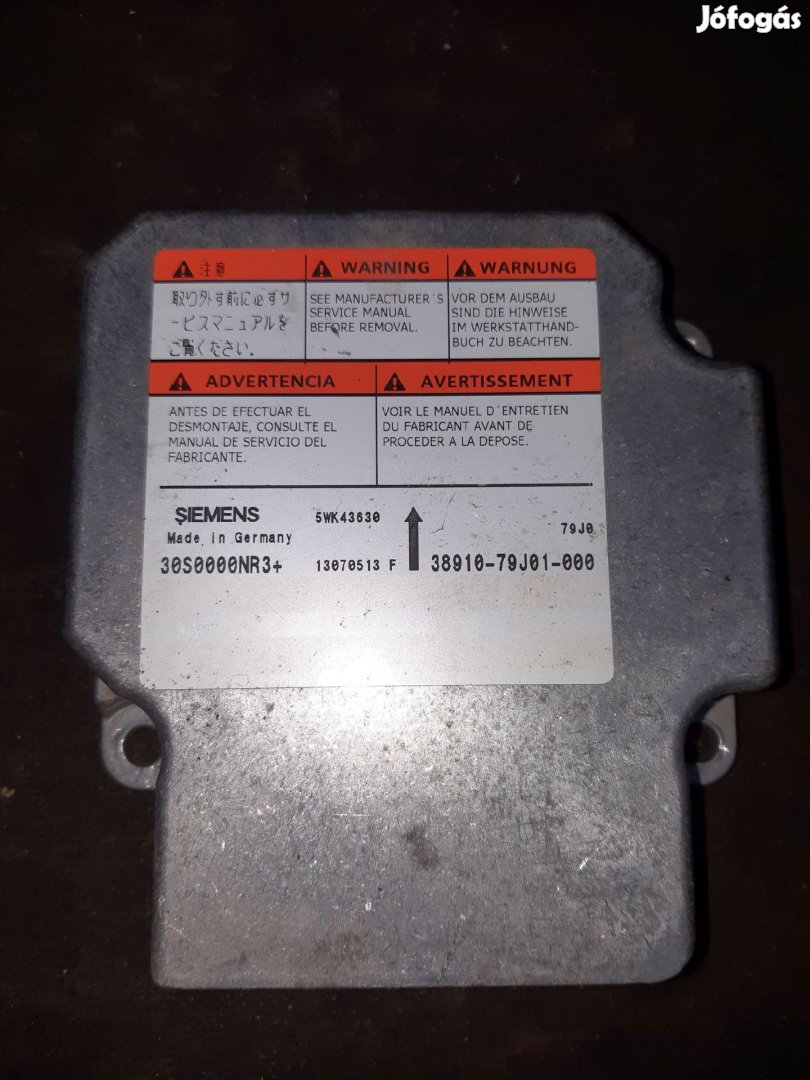 Jófogás
⚠ 注意
取り外す前に必ずサ
ービスマニュアルを
ご覧ください.
⚠ WARNING
SEE MANUFACTURER´S
SERVICE MANUAL
BEFORE REMOVAL.
⚠ WARNUNG
VOR DEM AUSBAU
SIND DIE HINWEISE
IM WERKSTATTHAND-
BUCH ZU BEACHTEN.
⚠ ADVERTENCIA
ANTES DE EFECTUAR EL
DESMONTAJE, CONSULTE EL
MANUAL DE SERVICIO DEL
FABRICANTE.
⚠ AVERTISSEMENT
VOIR LE MANUEL D´ENTRETIEN
DU FABRICANT AVANT DE
PROCEDER A LA DEPOSE.
SIEMENS 5WK43630
79J0
Made in Germany
30S0000NR3+ 13070513 F 38910-79J01-000